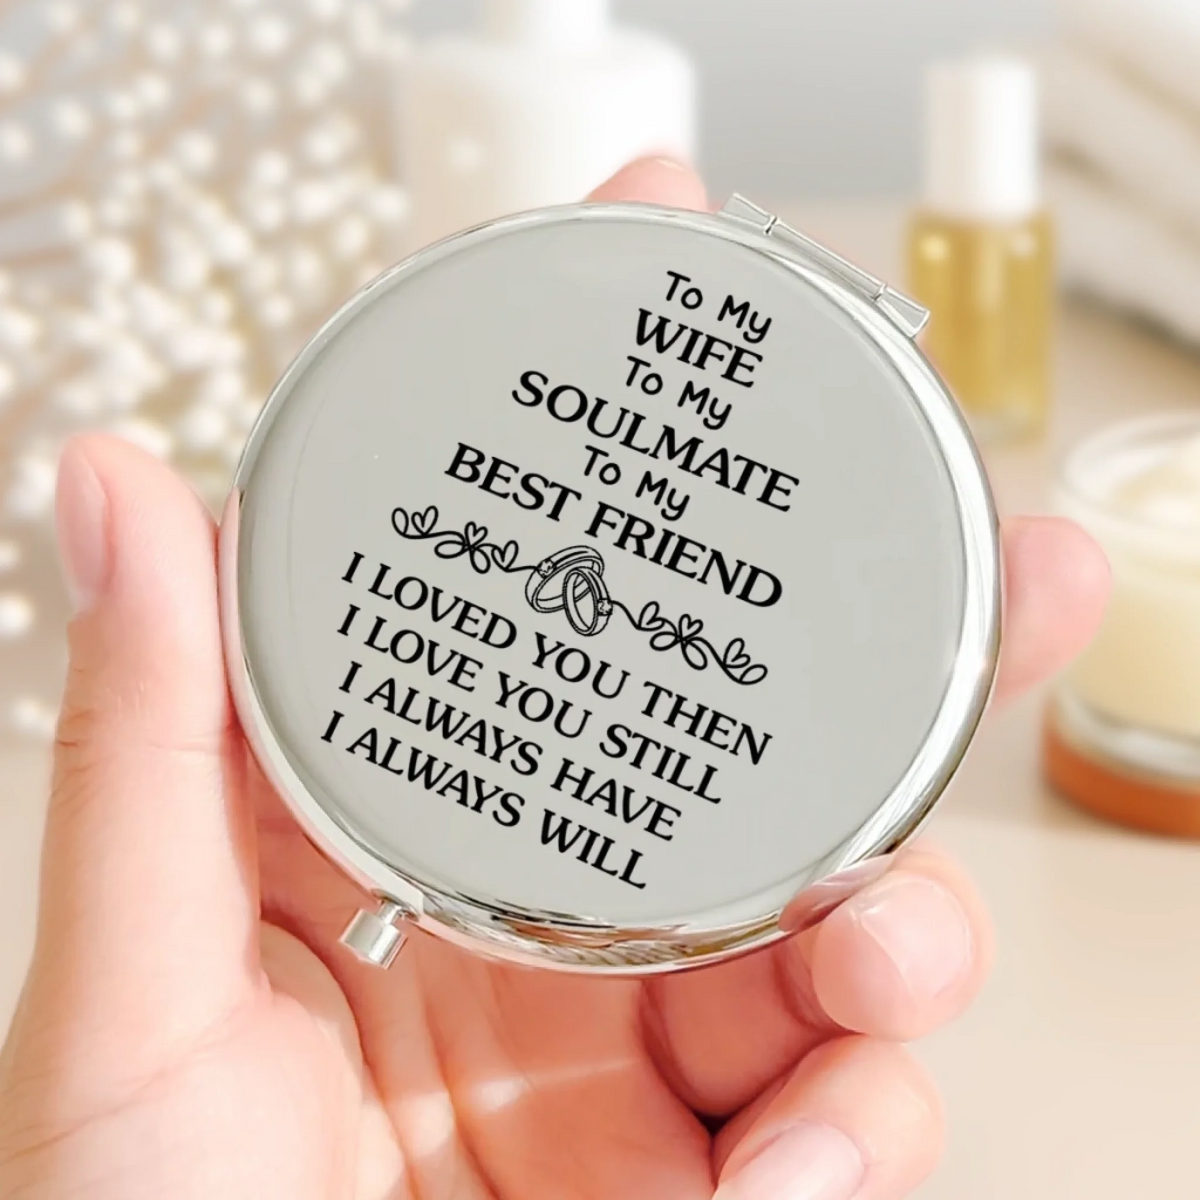 To My
WIFE
To My
SOULMATE
To My
BEST FRIEND
I LOVED YOU THEN
I LOVE YOU STILL
I ALWAYS HAVE
I ALWAYS WILL